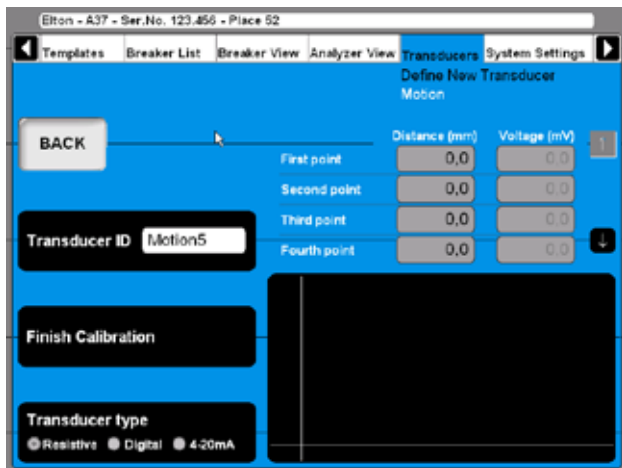 Elton - A37 - Ser.No. 123.456 - Place 52
Templates Breaker List Breaker View Analyzer View Transducers System Settings
Define New Transducer
Motion
BACK
Distance (mm) Voltage (mV)
1
First point 0,0 0.0
Second point 0,0 0.0
Third point 0,0 0.0
Fourth point 0,0 0.0
↓
Transducer ID Motion5
Finish Calibration
Transducer type
Resistive Digital 4-20mA